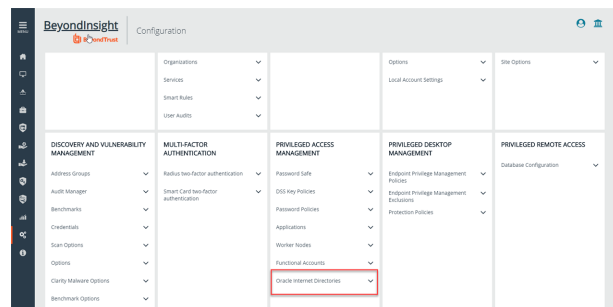 MENU
BeyondInsight
BeyondTrust
Configuration
Organizations
Services
Smart Rules
User Audits
Options
Local Account Settings
Site Options
DISCOVERY AND VULNERABILITY
MANAGEMENT
Address Groups
Audit Manager
Benchmarks
Credentials
Scan Options
Options
Clarity Malware Options
Benchmark Options
MULTI-FACTOR
AUTHENTICATION
Radius two-factor authentication
Smart Card two-factor
authentication
PRIVILEGED ACCESS
MANAGEMENT
Password Safe
DSS Key Policies
Password Policies
Applications
Worker Nodes
Functional Accounts
Oracle Internet Directories
PRIVILEGED DESKTOP
MANAGEMENT
Endpoint Privilege Management
Policies
Endpoint Privilege Management
Exclusions
Protection Policies
PRIVILEGED REMOTE ACCESS
Database Configuration